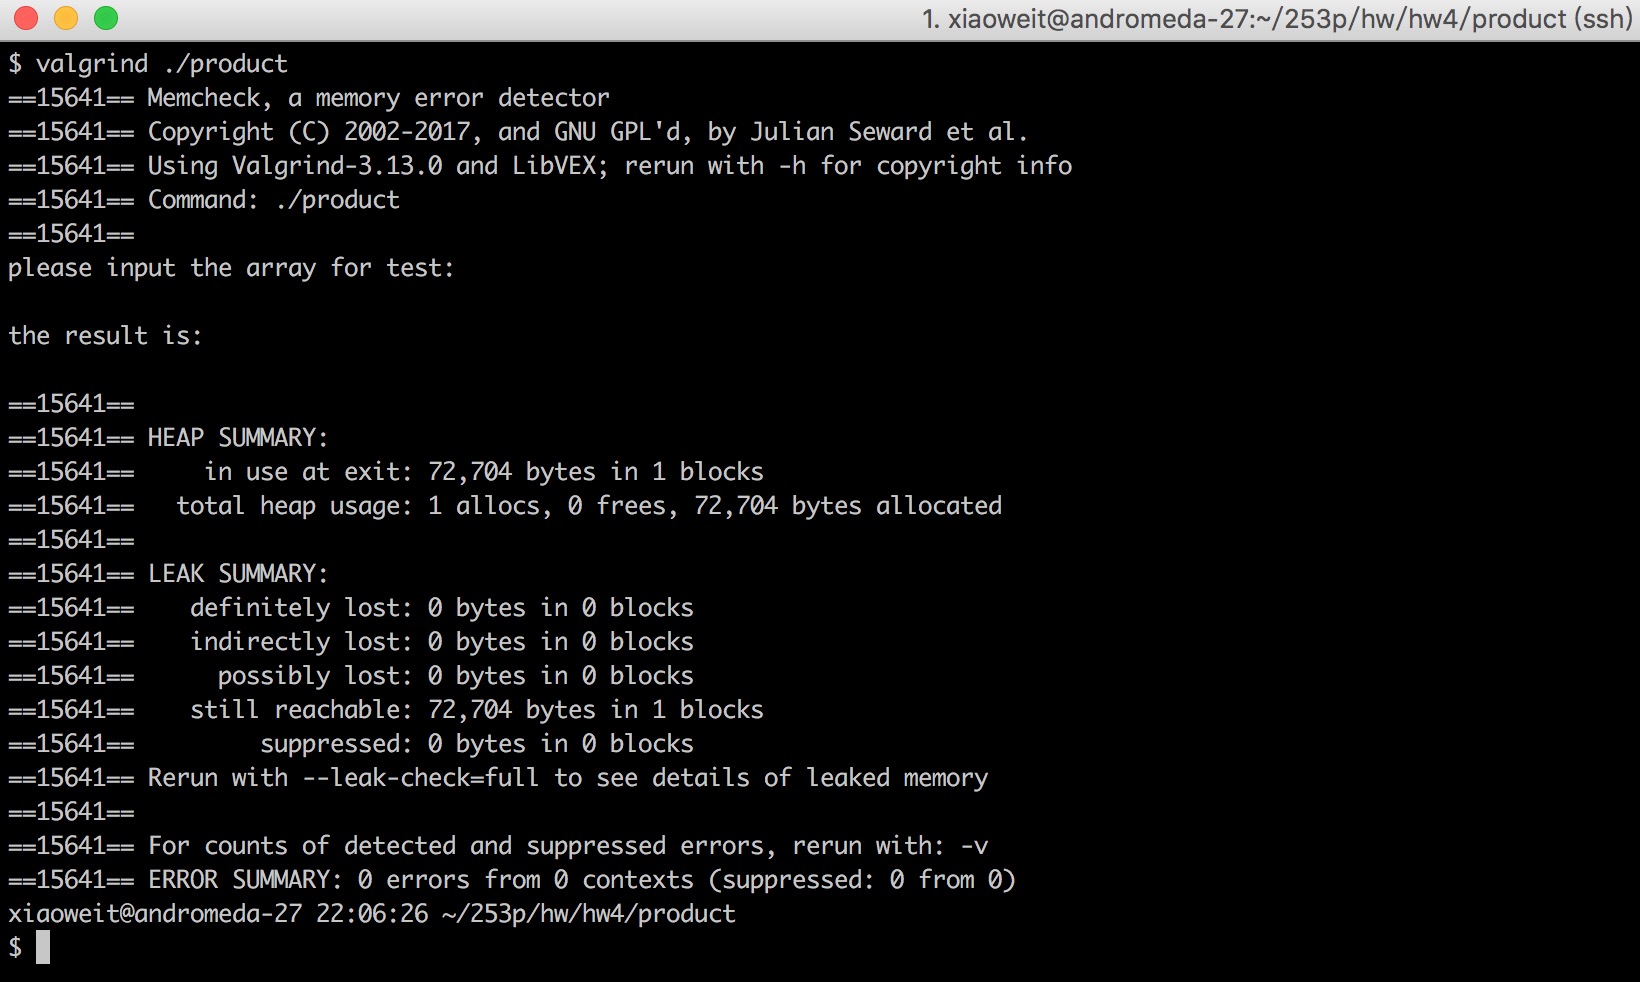 1. xiaoweit@andromeda-27:~/253p/hw/hw4/product (ssh)
$ valgrind ./product
==15641== Memcheck, a memory error detector
==15641== Copyright (C) 2002-2017, and GNU GPL'd, by Julian Seward et al.
==15641== Using Valgrind-3.13.0 and LibVEX; rerun with -h for copyright info
==15641== Command: ./product
==15641==
please input the array for test:
the result is:
==15641==
==15641== HEAP SUMMARY:
==15641==     in use at exit: 72,704 bytes in 1 blocks
==15641==   total heap usage: 1 allocs, 0 frees, 72,704 bytes allocated
==15641==
==15641== LEAK SUMMARY:
==15641==    definitely lost: 0 bytes in 0 blocks
==15641==    indirectly lost: 0 bytes in 0 blocks
==15641==      possibly lost: 0 bytes in 0 blocks
==15641==    still reachable: 72,704 bytes in 1 blocks
==15641==         suppressed: 0 bytes in 0 blocks
==15641== Rerun with --leak-check=full to see details of leaked memory
==15641==
==15641== For counts of detected and suppressed errors, rerun with: -v
==15641== ERROR SUMMARY: 0 errors from 0 contexts (suppressed: 0 from 0)
xiaoweit@andromeda-27 22:06:26 ~/253p/hw/hw4/product
$